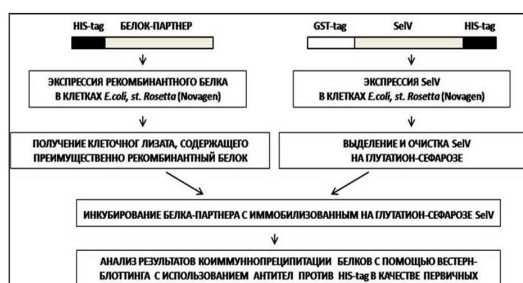 HIS-tag БЕЛОК-ПАРТНЕР
GST-tag SelV HIS-tag
ЭКСПРЕССИЯ РЕКОМБИНАНТНОГО БЕЛКА
В КЛЕТКАХ E.coli, st. Rosetta (Novagen)
ЭКСПРЕССИЯ SelV
В КЛЕТКАХ E.coli, st. Rosetta (Novagen)
ПОЛУЧЕНИЕ КЛЕТОЧНОГО ЛИЗАТА, СОДЕРЖАЩЕГО
ПРЕИМУЩЕСТВЕННО РЕКОМБИНАНТНЫЙ БЕЛОК
ВЫДЕЛЕНИЕ И ОЧИСТКА SelV
НА ГЛУТАТИОН-СЕФАРОЗЕ
ИНКУБИРОВАНИЕ БЕЛКА-ПАРТНЕРА С ИММОБИЛИЗОВАННЫМ НА ГЛУТАТИОН-СЕФАРОЗЕ SelV
АНАЛИЗ РЕЗУЛЬТАТОВ КОИММУННОПРЕЦИПИТАЦИИ БЕЛКОВ С ПОМОЩЬЮ ВЕСТЕРН-
БЛОТТИНГА С ИСПОЛЬЗОВАНИЕМ АНТИТЕЛ ПРОТИВ HIS-tag В КАЧЕСТВЕ ПЕРВИЧНЫХ